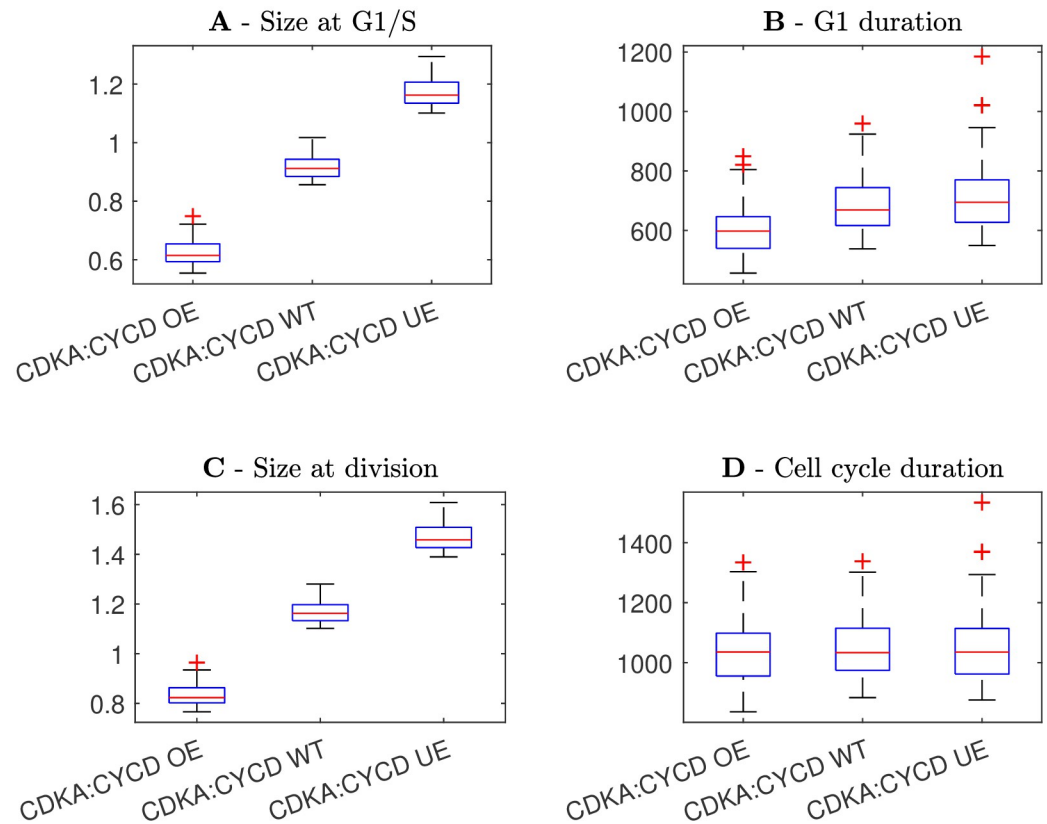 A - Size at G1/S
1.2
1
0.8
0.6
CDKA:CYCD OE
CDKA:CYCD WT
CDKA:CYCD UE
B - G1 duration
1200
1000
800
600
CDKA:CYCD OE
CDKA:CYCD WT
CDKA:CYCD UE
C - Size at division
1.6
1.4
1.2
1
0.8
CDKA:CYCD OE
CDKA:CYCD WT
CDKA:CYCD UE
D - Cell cycle duration
1400
1200
1000
CDKA:CYCD OE
CDKA:CYCD WT
CDKA:CYCD UE